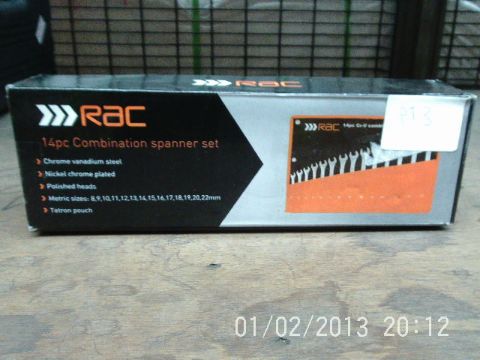 RAC
14pc Combination spanner set
Chrome vanadium steel
Nickel chrome plated
Polished heads
Metric sizes: 8,9,10,11,12,13,14,15,16,17,18,19,20,22mm
Tetron pouch
RAC 14pc
01/02/2013 20:12